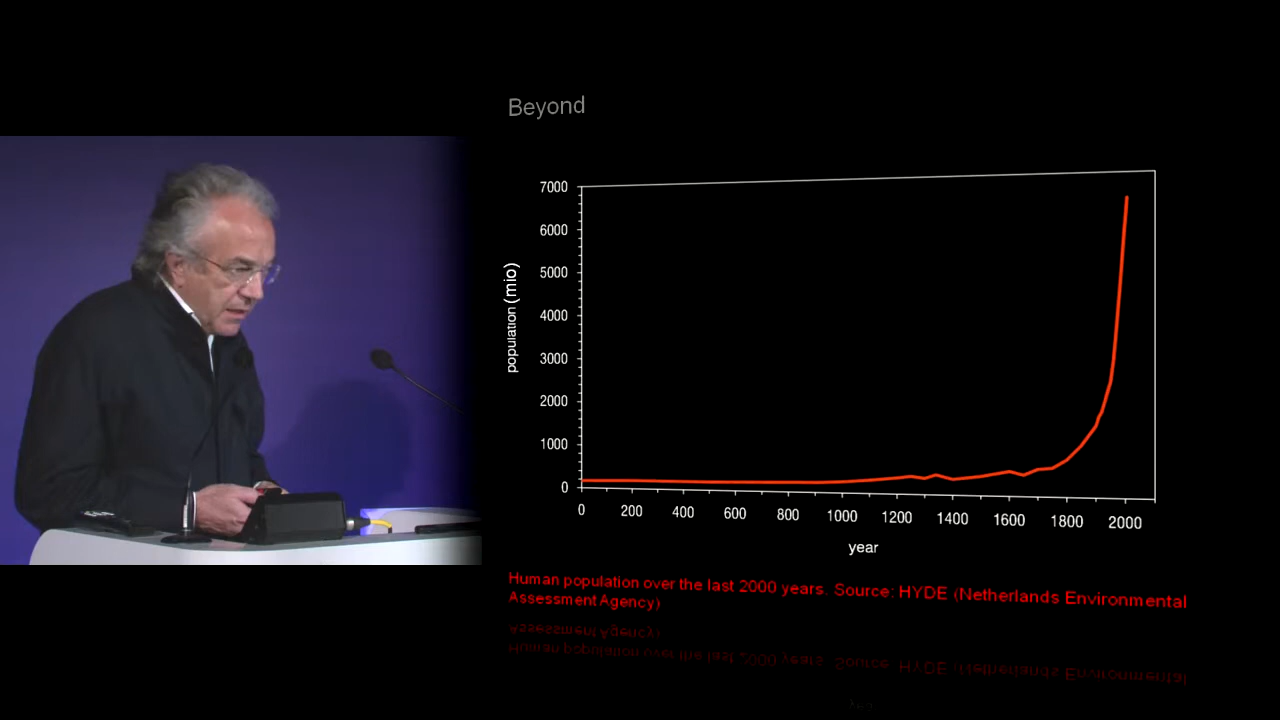 Beyond
7000
6000
5000
4000
3000
2000
1000
0
population (mio)
0 200 400 600 800 1000 1200 1400 1600 1800 2000
year
Human population over the last 2000 years. Source: HYDE (Netherlands Environmental
Assessment Agency)